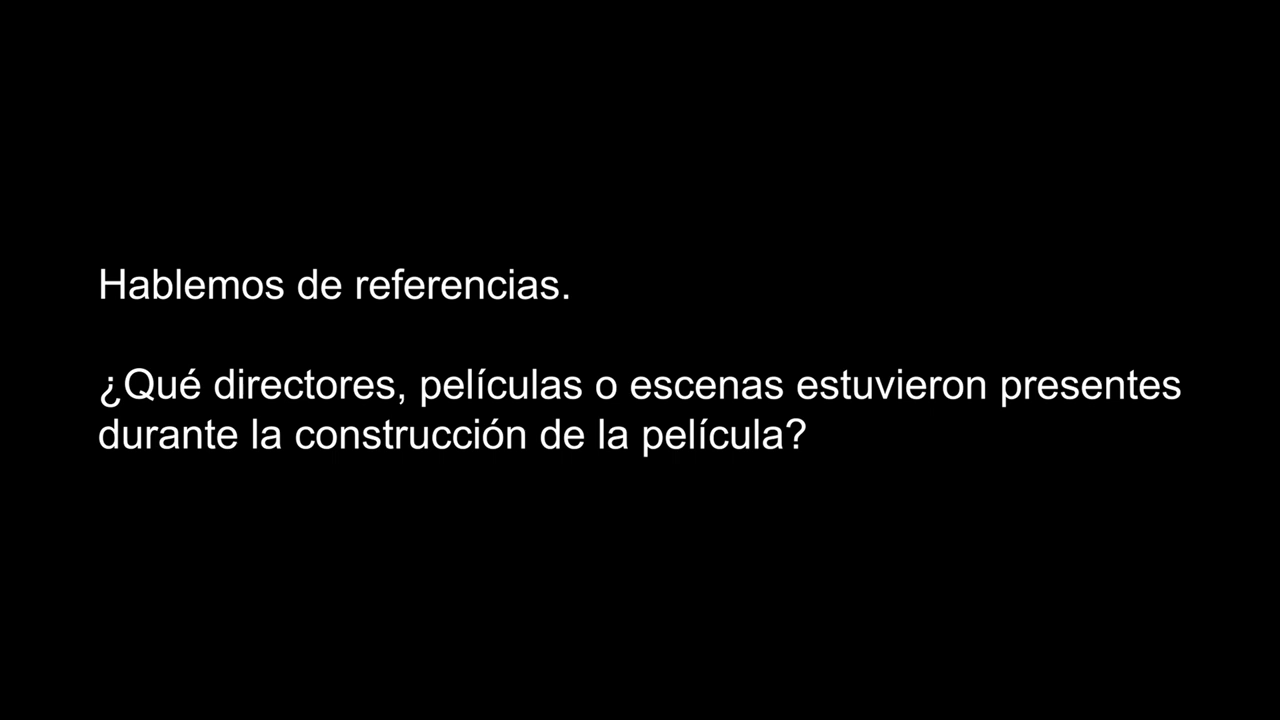 Hablemos de referencias.
¿Qué directores, películas o escenas estuvieron presentes
durante la construcción de la película?